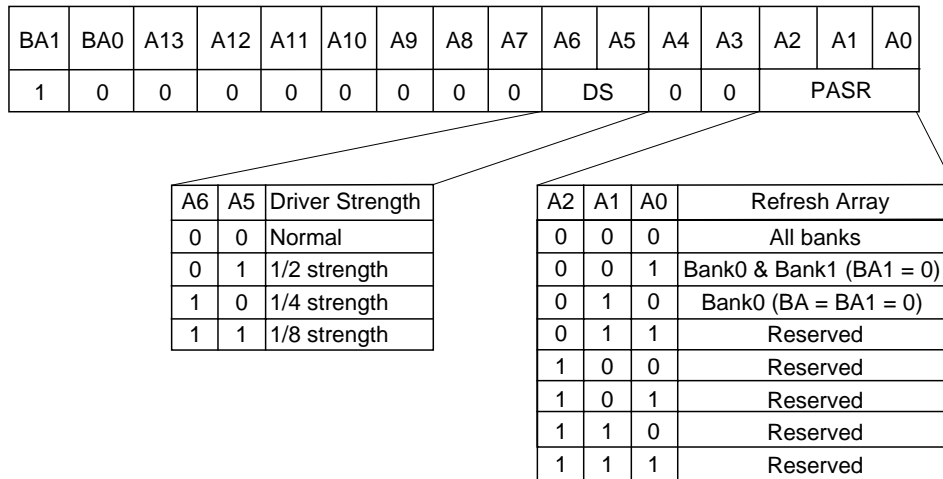 BA1 BA0 A13 A12 A11 A10 A9 A8 A7 A6 A5 A4 A3 A2 A1 A0
1 0 0 0 0 0 0 0 0 DS 0 0 PASR
A6 A5 Driver Strength
0 0 Normal
0 1 1/2 strength
1 0 1/4 strength
1 1 1/8 strength
A2 A1 A0 Refresh Array
0 0 0 All banks
0 0 1 Bank0 & Bank1 (BA1 = 0)
0 1 0 Bank0 (BA = BA1 = 0)
0 1 1 Reserved
1 0 0 Reserved
1 0 1 Reserved
1 1 0 Reserved
1 1 1 Reserved